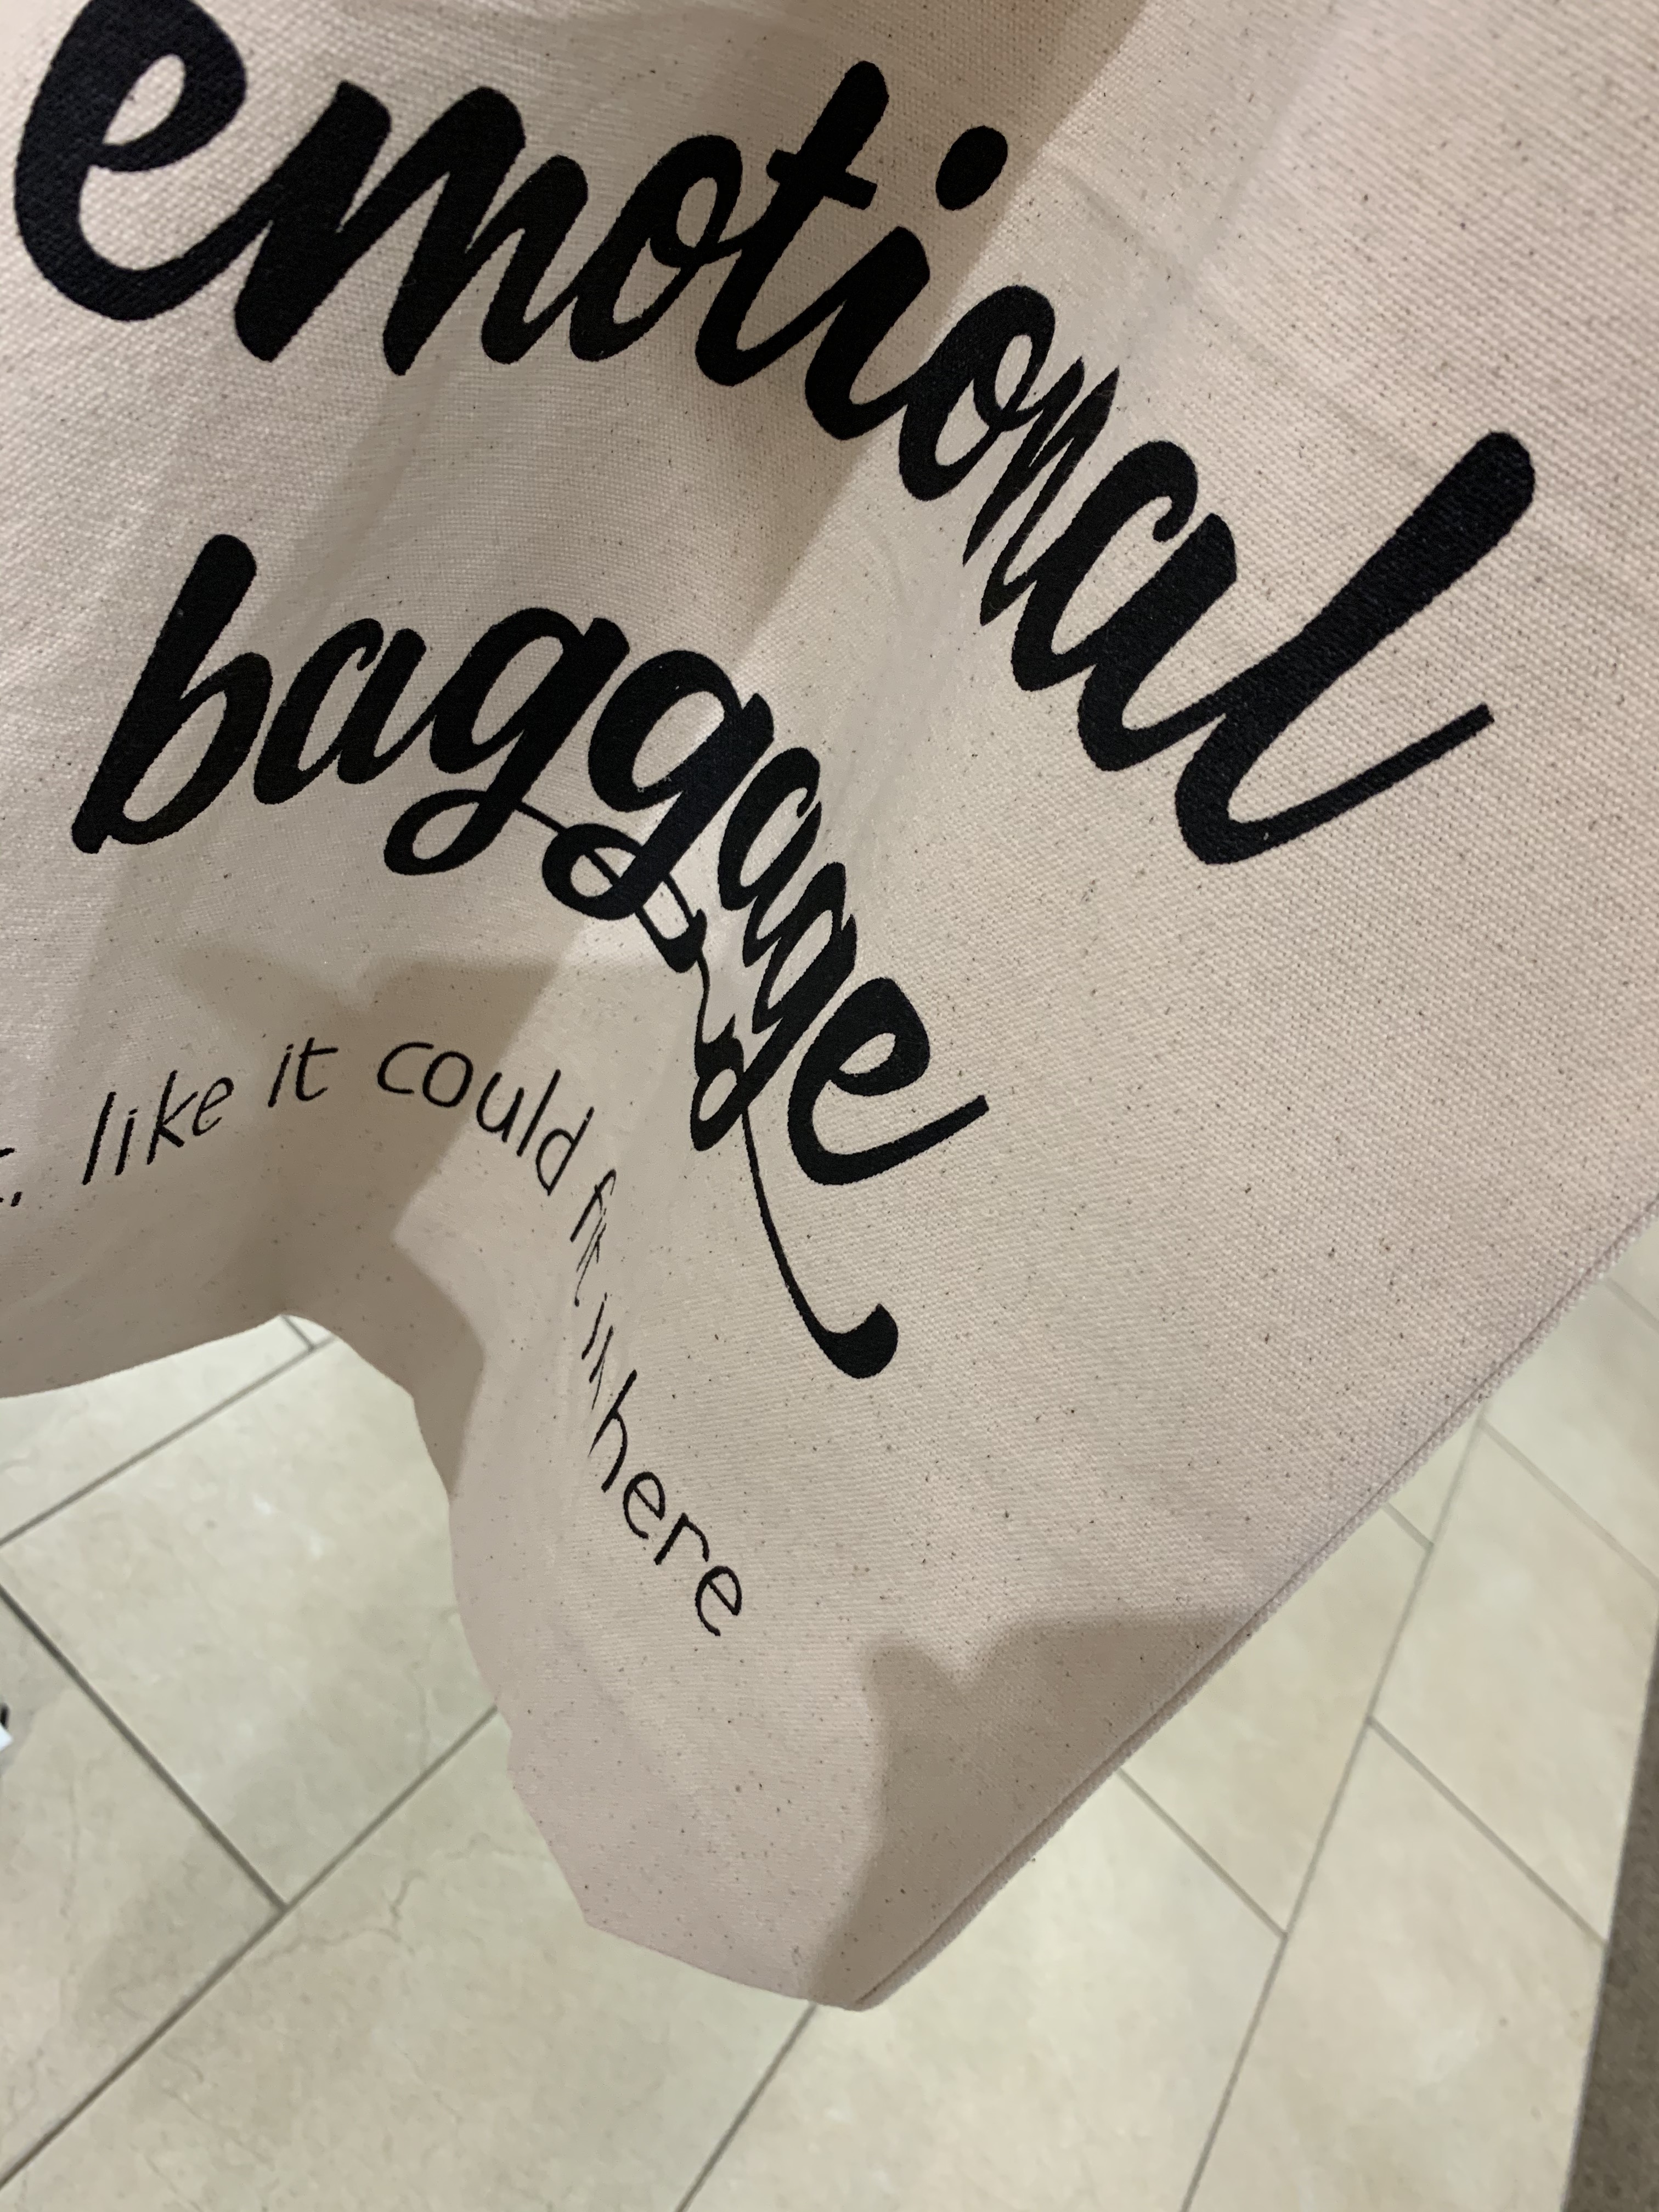 emotional
baggage
like it could fit in here